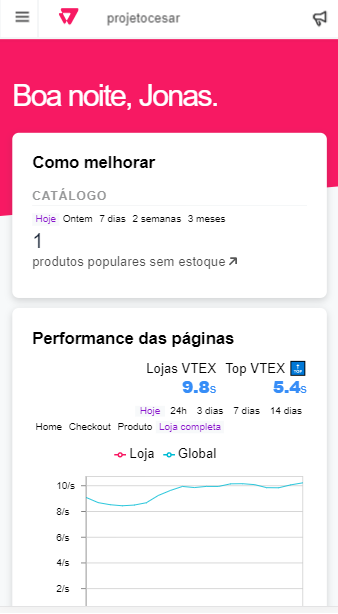 projetocesar
Boa noite, Jonas.
Como melhorar
CATÁLOGO
Hoje Ontem 7 dias 2 semanas 3 meses
1
produtos populares sem estoque
Performance das páginas
Lojas VTEX Top VTEX TOP
9.8s 5.4s
Hoje 24h 3 dias 7 dias 14 dias
Home Checkout Produto Loja completa
Loja Global
10/s
8/s
6/s
4/s
2/s